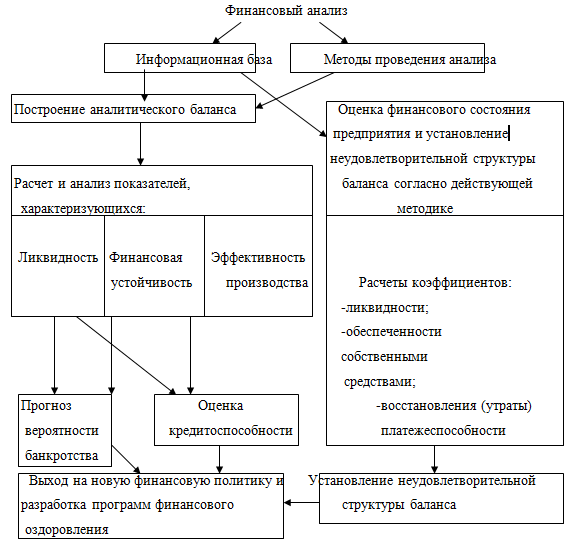 Финансовый анализ
Информационная база
Методы проведения анализа
Построение аналитического баланса
Оценка финансового состояния
предприятия и установление
неудовлетворительной структуры
баланса согласно действующей
методике
Расчет и анализ показателей,
характеризующихся:
Ликвидность
Финансовая
устойчивость
Эффективность
производства
Расчеты коэффициентов:
-ликвидности;
-обеспеченности
собственными
средствами;
-восстановления (утраты)
платежеспособности
Прогноз
вероятности
банкротства
Оценка
кредитоспособности
Выход на новую финансовую политику и
разработка программ финансового
оздоровления
Установление неудовлетворительной
структуры баланса